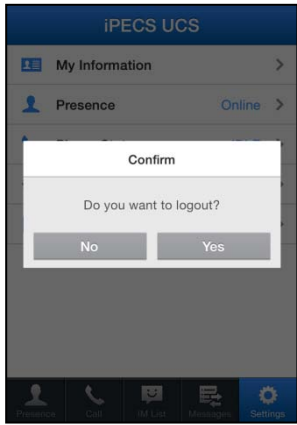 iPECS UCS
My Information
Presence Online
Confirm
Do you want to logout?
No Yes
Presence Call IM List Messages Settings